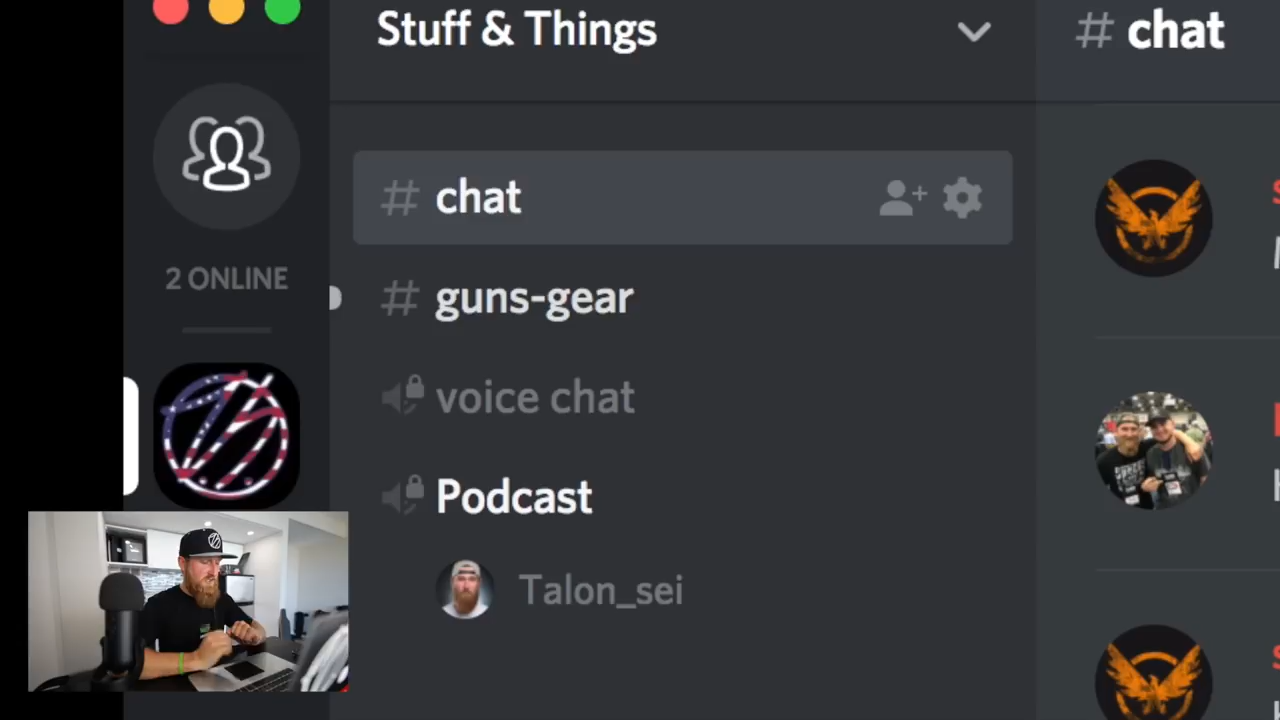 Stuff & Things
# chat
# chat
2 ONLINE
# guns-gear
voice chat
Podcast
Talon_sei